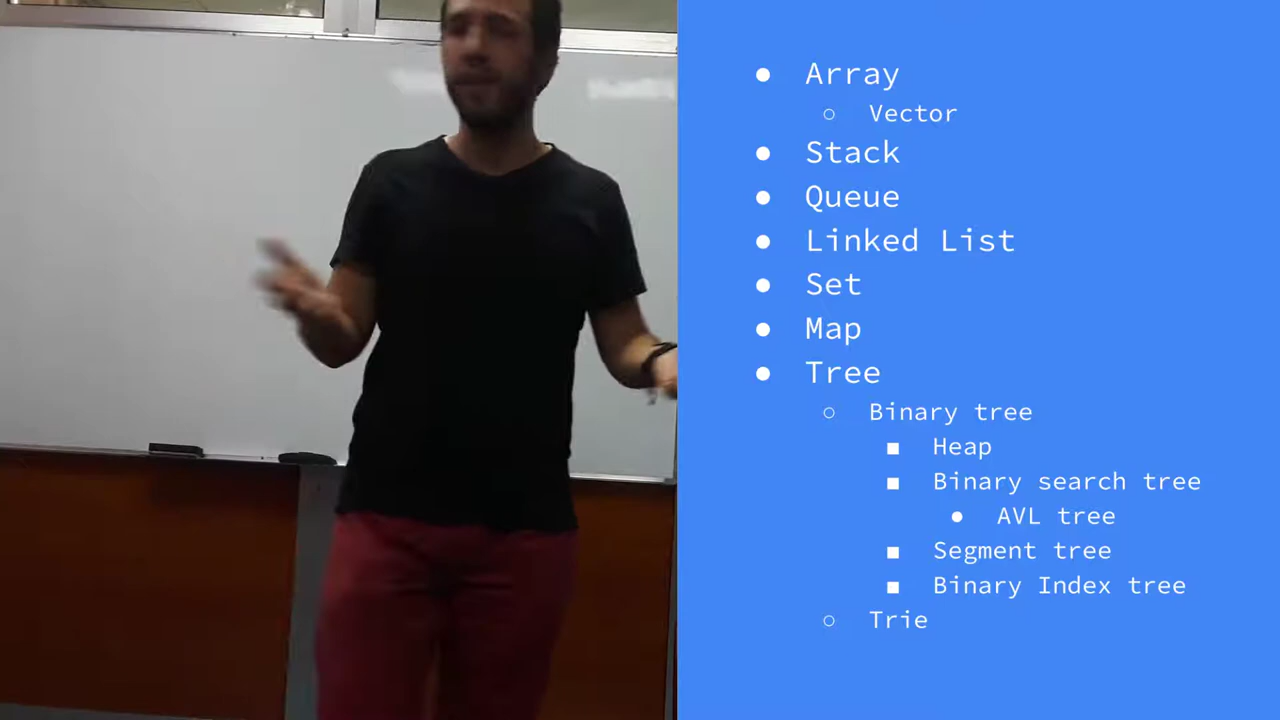 Array
Vector
Stack
Queue
Linked List
Set
Map
Tree
Binary tree
Heap
Binary search tree
AVL tree
Segment tree
Binary Index tree
Trie